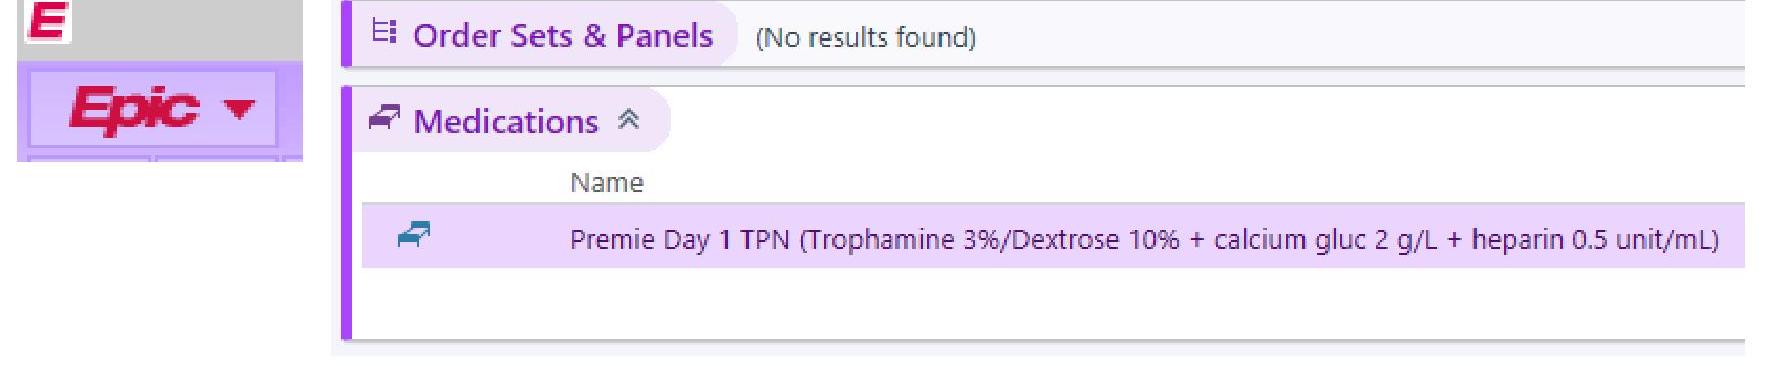 E
Epic
Order Sets & Panels (No results found)
Medications
Name
Premie Day 1 TPN (Trophamine 3%/Dextrose 10% + calcium gluc 2 g/L + heparin 0.5 unit/mL)